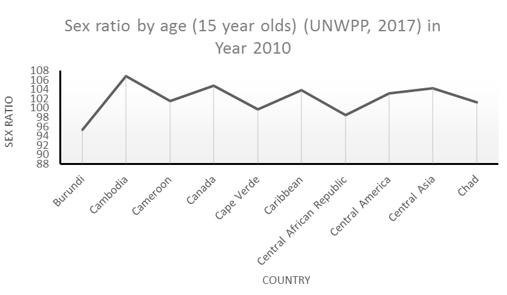 Sex ratio by age (15 year olds) (UNWPP, 2017) in
Year 2010
SEX RATIO
108
106
104
102
100
98
96
94
92
90
88
Burundi
Cambodia
Cameroon
Canada
Cape Verde
Caribbean
Central African Republic
Central America
Central Asia
Chad
COUNTRY